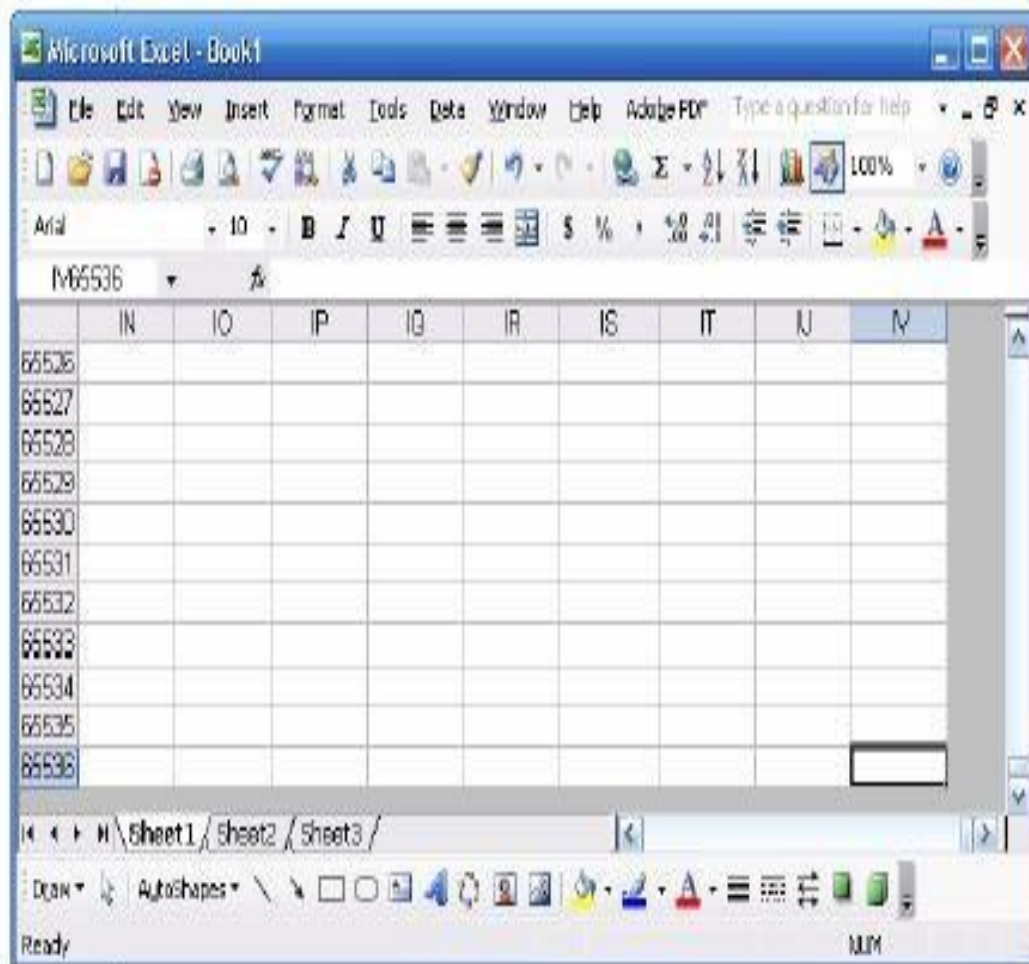 Microsoft Excel - Book1
File Edit View Insert Format Tools Data Window Help Adobe PDF Type a question for help
Σ 100%
Arial 10 B I U $ % ,
IV65536 fx
IN IO IP IQ IR IS IT IU IV
65526
65527
65528
65529
65530
65531
65532
65533
65534
65535
65536
Sheet1 Sheet2 Sheet3
Draw AutoShapes
Ready NUM